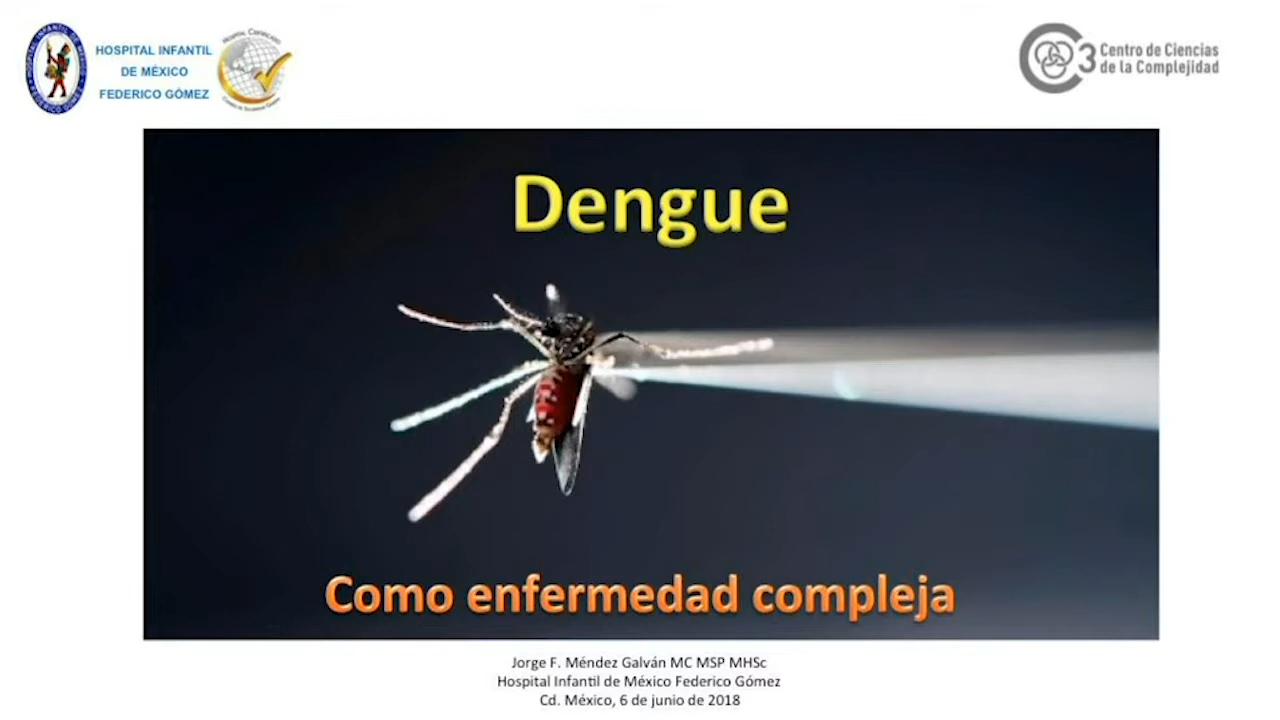 HOSPITAL INFANTIL
DE MÉXICO
FEDERICO GÓMEZ
C3 Centro de Ciencias
de la Complejidad
Dengue
Como enfermedad compleja
Jorge F. Méndez Galván MC MSP MHSc
Hospital Infantil de México Federico Gómez
Cd. México, 6 de junio de 2018